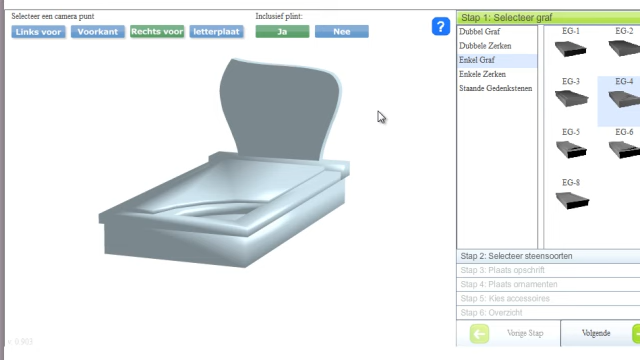 Selecteer een camera punt
Inclusief plint:
Links voor
Voorkant
Rechts voor
letterplaat
Ja
Nee
?
Stap 1: Selecteer graf
Dubbel Graf
Dubbele Zerken
Enkel Graf
Enkele Zerken
Staande Gedenkstenen
EG-1
EG-2
EG-3
EG-4
EG-5
EG-6
EG-8
Stap 2: Selecteer steensoorten
Stap 3: Plaats opschrift
Stap 4: Plaats ornamenten
Stap 5: Kies accessoires
Stap 6: Overzicht
Vorige Stap
Volgende
v. 0.903